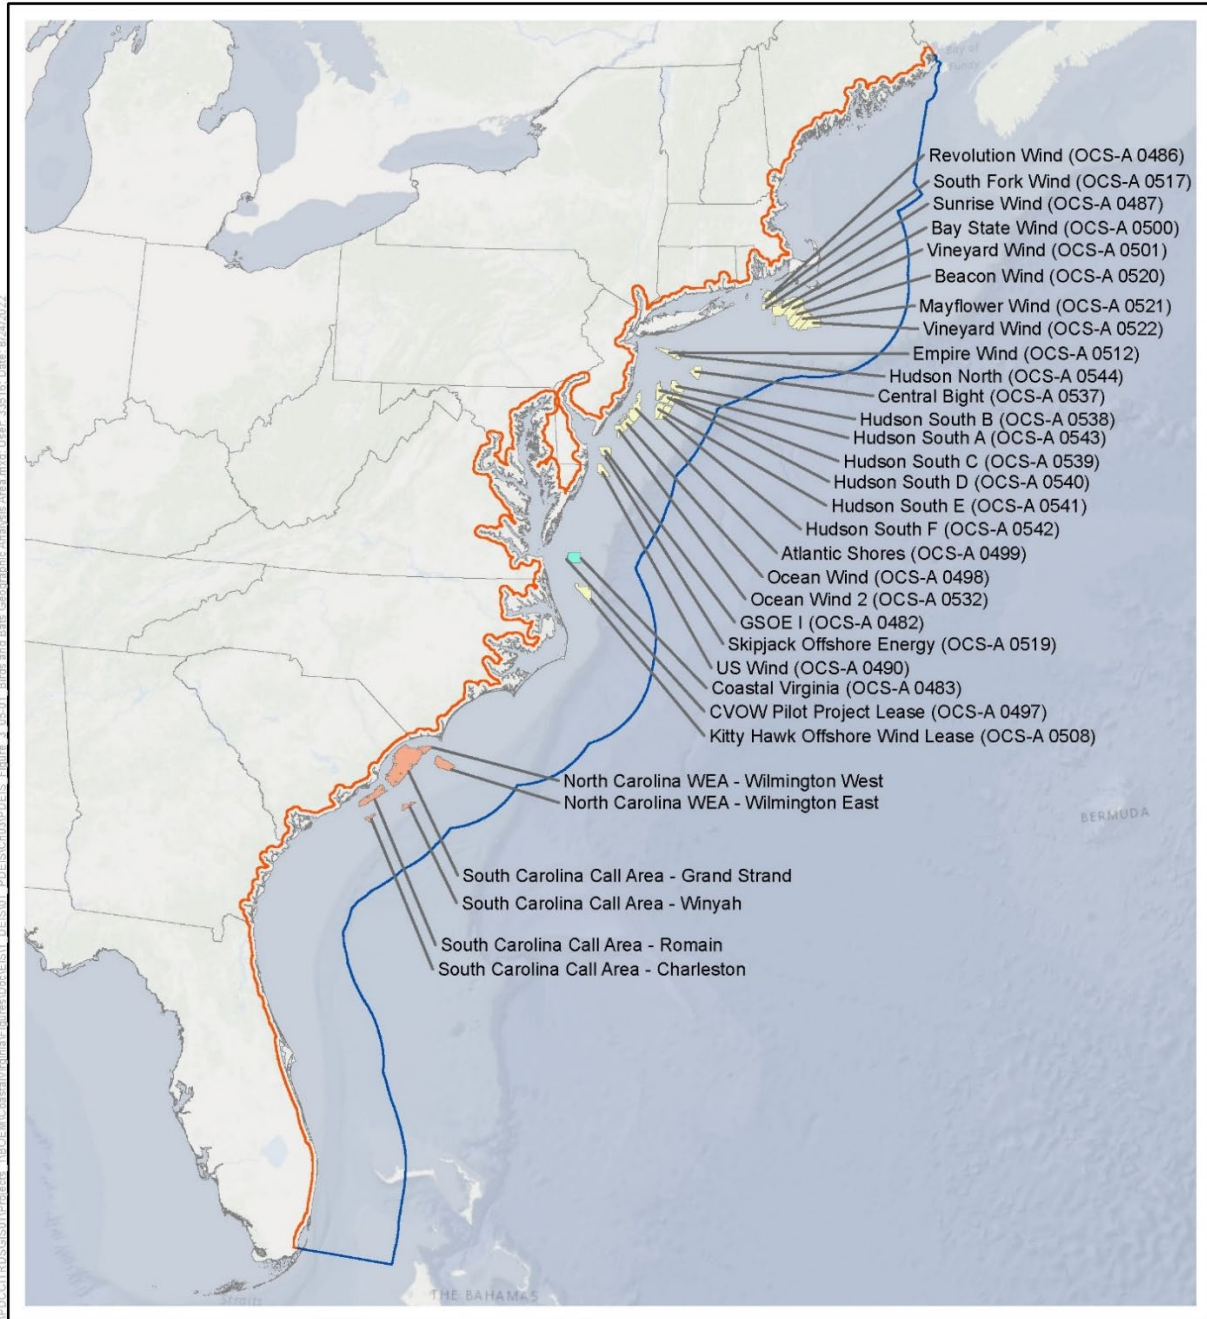 Bay of
Fundy
Revolution Wind (OCS-A 0486)
South Fork Wind (OCS-A 0517)
Sunrise Wind (OCS-A 0487)
Bay State Wind (OCS-A 0500)
Vineyard Wind (OCS-A 0501)
Beacon Wind (OCS-A 0520)
Mayflower Wind (OCS-A 0521)
Vineyard Wind (OCS-A 0522)
Empire Wind (OCS-A 0512)
Hudson North (OCS-A 0544)
Central Bight (OCS-A 0537)
Hudson South B (OCS-A 0538)
Hudson South A (OCS-A 0543)
Hudson South C (OCS-A 0539)
Hudson South D (OCS-A 0540)
Hudson South E (OCS-A 0541)
Hudson South F (OCS-A 0542)
Atlantic Shores (OCS-A 0499)
Ocean Wind (OCS-A 0498)
Ocean Wind 2 (OCS-A 0532)
GSOE I (OCS-A 0482)
Skipjack Offshore Energy (OCS-A 0519)
US Wind (OCS-A 0490)
Coastal Virginia (OCS-A 0483)
CVOW Pilot Project Lease (OCS-A 0497)
Kitty Hawk Offshore Wind Lease (OCS-A 0508)
North Carolina WEA - Wilmington West
North Carolina WEA - Wilmington East
BERMUDA
South Carolina Call Area - Grand Strand
South Carolina Call Area - Winyah
South Carolina Call Area - Romain
South Carolina Call Area - Charleston
THE BAHAMAS
Straits